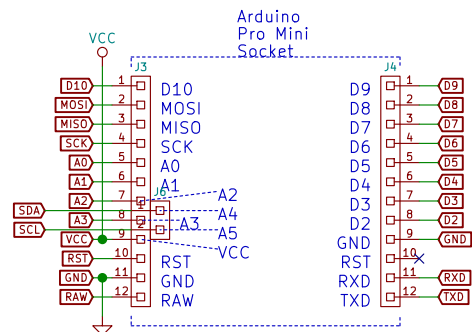 Arduino
Pro Mini
Socket
VCC
J3
J4
D10 1 D10
MOSI 2 MOSI
MISO 3 MISO
SCK 4 SCK
A0 5 A0
A1 6 A1
A2 7 A2
J6
SDA 1 A4
A3 8 A3
SCL 2 A5
VCC 9 VCC
RST 10 RST
GND 11 GND
RAW 12 RAW
D9 1 D9
D8 2 D8
D7 3 D7
D6 4 D6
D5 5 D5
D4 6 D4
D3 7 D3
D2 8 D2
GND 9 GND
RST 10
RXD 11 RXD
TXD 12 TXD